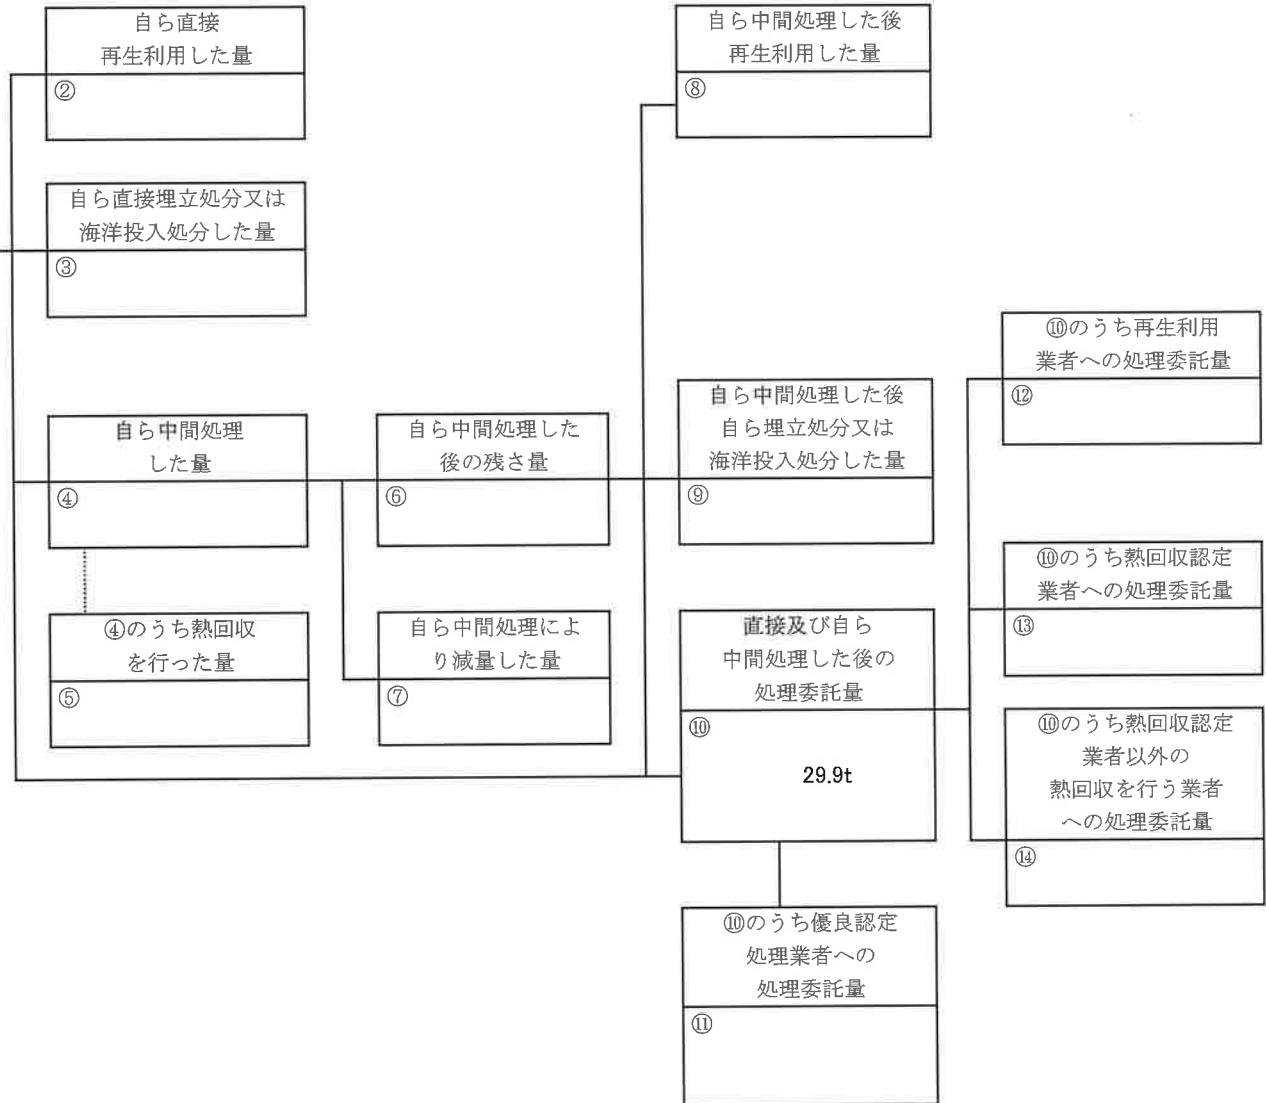 自ら直接
再生利用した量
②
自ら中間処理した後
再生利用した量
⑧
自ら直接埋立処分又は
海洋投入処分した量
③
⑩のうち再生利用
業者への処理委託量
⑫
自ら中間処理
した量
④
自ら中間処理した
後の残さ量
⑥
自ら中間処理した後
自ら埋立処分又は
海洋投入処分した量
⑨
⑩のうち熱回収認定
業者への処理委託量
⑬
④のうち熱回収
を行った量
⑤
自ら中間処理によ
り減量した量
⑦
直接及び自ら
中間処理した後の
処理委託量
⑩
29.9t
⑩のうち熱回収認定
業者以外の
熱回収を行う業者
への処理委託量
⑭
⑩のうち優良認定
処理業者への
処理委託量
⑪